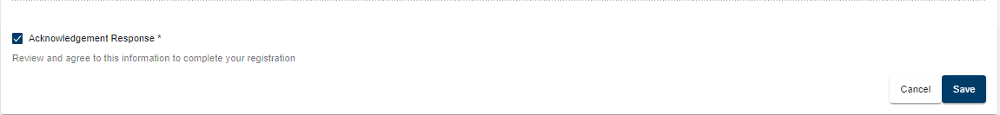 Acknowledgement Response *
Review and agree to this information to complete your registration
Cancel Save